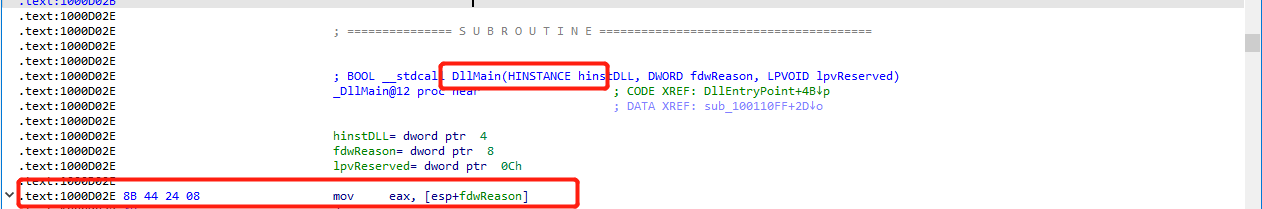 .text:1000D02B
.text:1000D02E
.text:1000D02E ; =============== S U B R O U T I N E =======================================
.text:1000D02E
.text:1000D02E
.text:1000D02E ; BOOL __stdcall DllMain(HINSTANCE hinstDLL, DWORD fdwReason, LPVOID lpvReserved)
.text:1000D02E _DllMain@12 proc near ; CODE XREF: DllEntryPoint+4B↓p
.text:1000D02E ; DATA XREF: sub_100110FF+2D↓o
.text:1000D02E
.text:1000D02E hinstDLL= dword ptr 4
.text:1000D02E fdwReason= dword ptr 8
.text:1000D02E lpvReserved= dword ptr 0Ch
.text:1000D02E
.text:1000D02E 8B 44 24 08 mov eax, [esp+fdwReason]